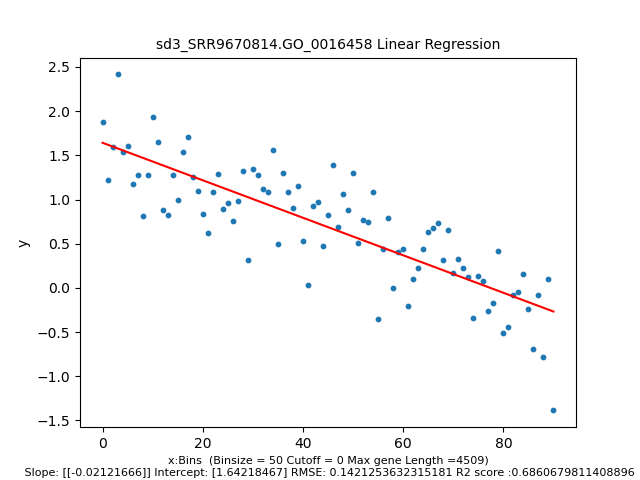 sd3_SRR9670814.GO_0016458 Linear Regression
2.5
2.0
1.5
1.0
0.5
0.0
−0.5
−1.0
−1.5
y
0 20 40 60 80
x:Bins (Binsize = 50 Cutoff = 0 Max gene Length =4509)
Slope: [[-0.02121666]] Intercept: [1.64218467] RMSE: 0.1421253632315181 R2 score :0.6860679811408896